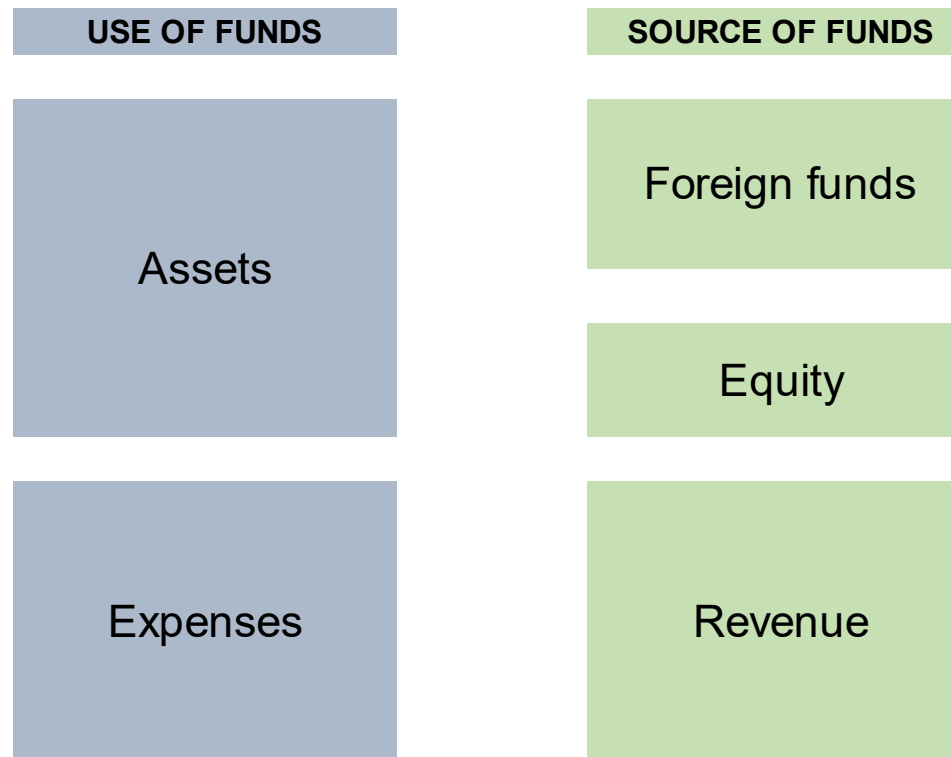 USE OF FUNDS
SOURCE OF FUNDS
Assets
Foreign funds
Equity
Expenses
Revenue